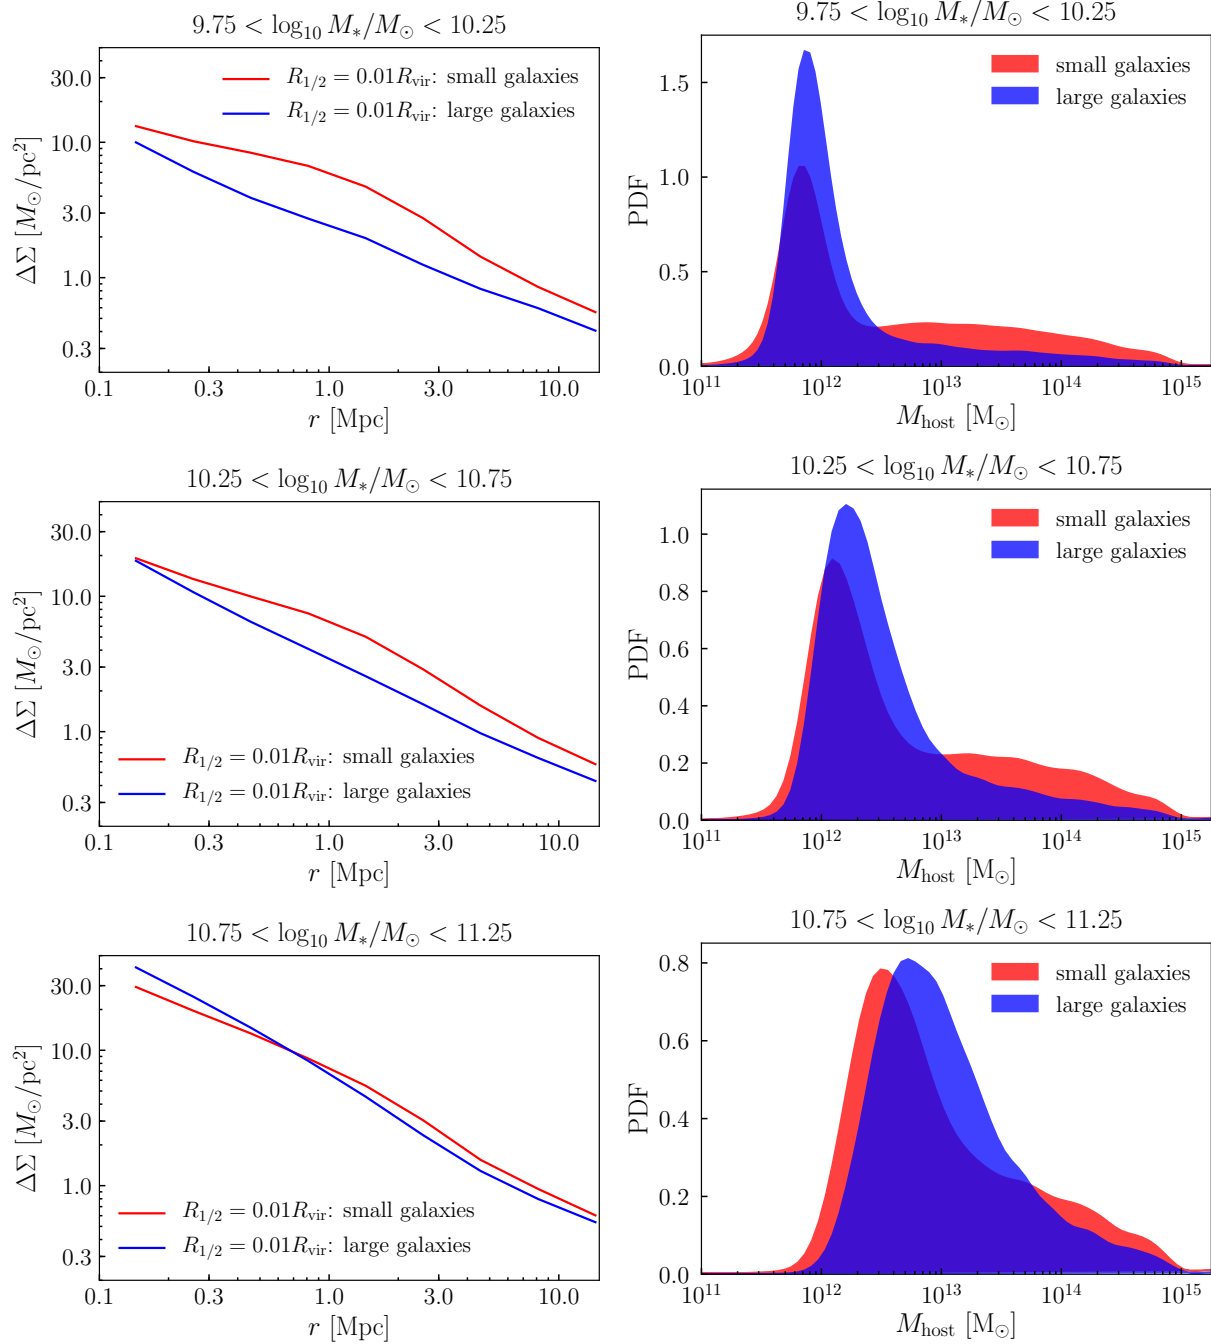 9.75 < log₁₀ M∗/M⊙ < 10.25
30.0
10.0
3.0
1.0
0.3
ΔΣ [M⊙/pc²]
R₁/₂ = 0.01Rvir: small galaxies
R₁/₂ = 0.01Rvir: large galaxies
0.1 0.3 1.0 3.0 10.0
r [Mpc]
9.75 < log₁₀ M∗/M⊙ < 10.25
1.5
1.0
0.5
0.0
PDF
small galaxies
large galaxies
10¹¹ 10¹² 10¹³ 10¹⁴ 10¹⁵
Mhost [M⊙]
10.25 < log₁₀ M∗/M⊙ < 10.75
30.0
10.0
3.0
1.0
0.3
ΔΣ [M⊙/pc²]
R₁/₂ = 0.01Rvir: small galaxies
R₁/₂ = 0.01Rvir: large galaxies
0.1 0.3 1.0 3.0 10.0
r [Mpc]
10.25 < log₁₀ M∗/M⊙ < 10.75
1.0
0.8
0.6
0.4
0.2
0.0
PDF
small galaxies
large galaxies
10¹¹ 10¹² 10¹³ 10¹⁴ 10¹⁵
Mhost [M⊙]
10.75 < log₁₀ M∗/M⊙ < 11.25
30.0
10.0
3.0
1.0
0.3
ΔΣ [M⊙/pc²]
R₁/₂ = 0.01Rvir: small galaxies
R₁/₂ = 0.01Rvir: large galaxies
0.1 0.3 1.0 3.0 10.0
r [Mpc]
10.75 < log₁₀ M∗/M⊙ < 11.25
0.8
0.6
0.4
0.2
0.0
PDF
small galaxies
large galaxies
10¹¹ 10¹² 10¹³ 10¹⁴ 10¹⁵
Mhost [M⊙]